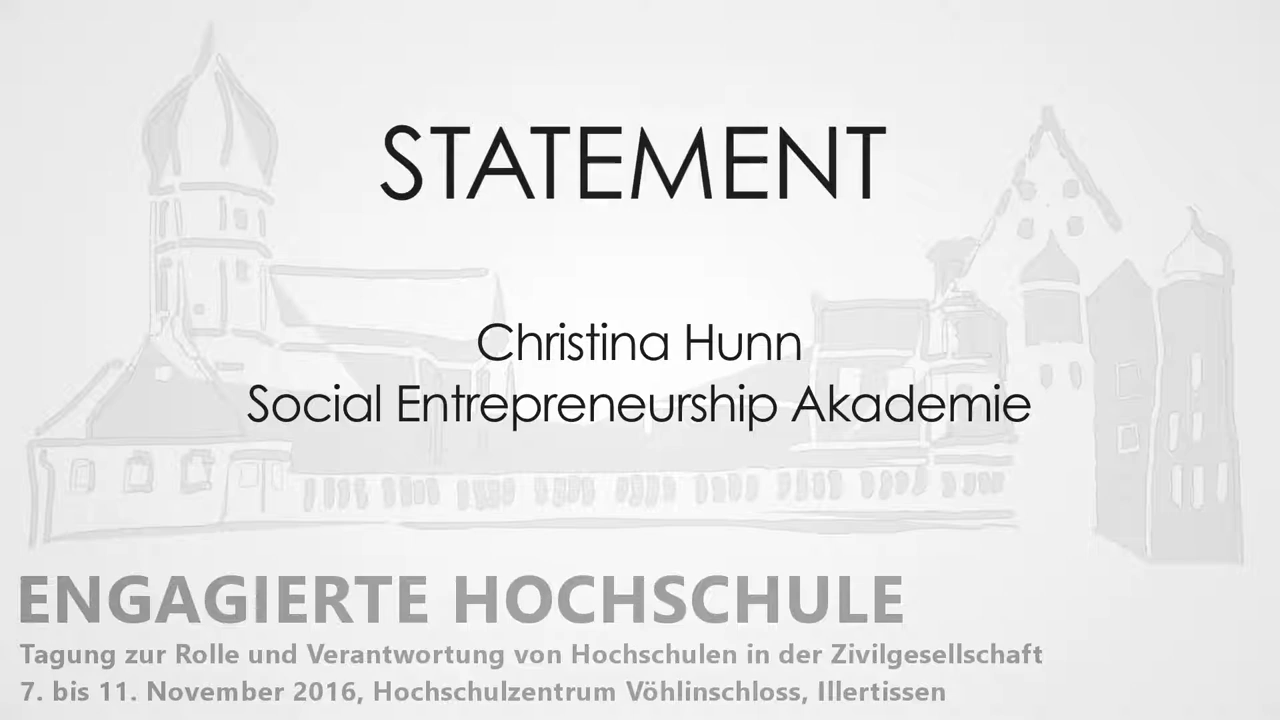 STATEMENT
Christina Hunn
Social Entrepreneurship Akademie
ENGAGIERTE HOCHSCHULE
Tagung zur Rolle und Verantwortung von Hochschulen in der Zivilgesellschaft
7. bis 11. November 2016, Hochschulzentrum Vöhlinschloss, Illertissen